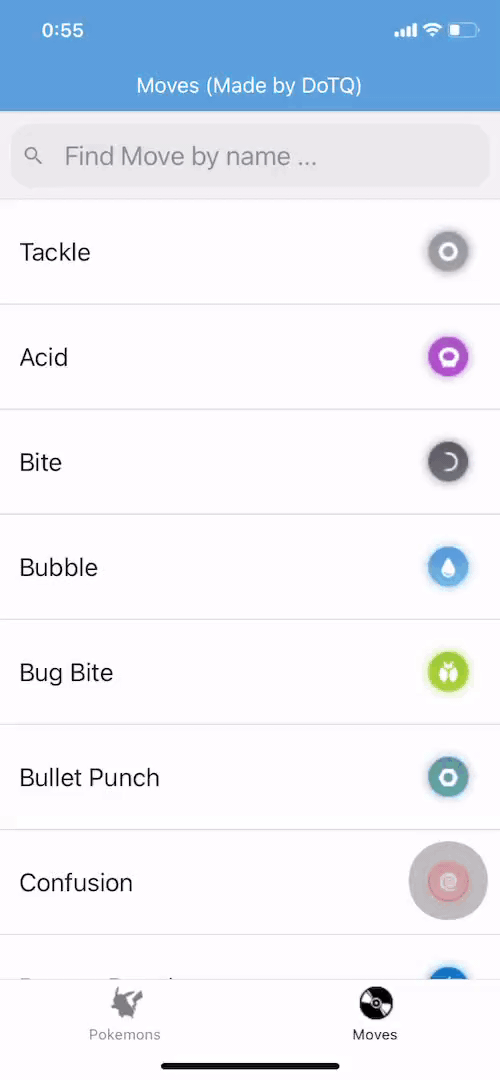 0:55
Moves (Made by DoTQ)
Find Move by name ...
Tackle
Acid
Bite
Bubble
Bug Bite
Bullet Punch
Confusion
Pokemons
Moves